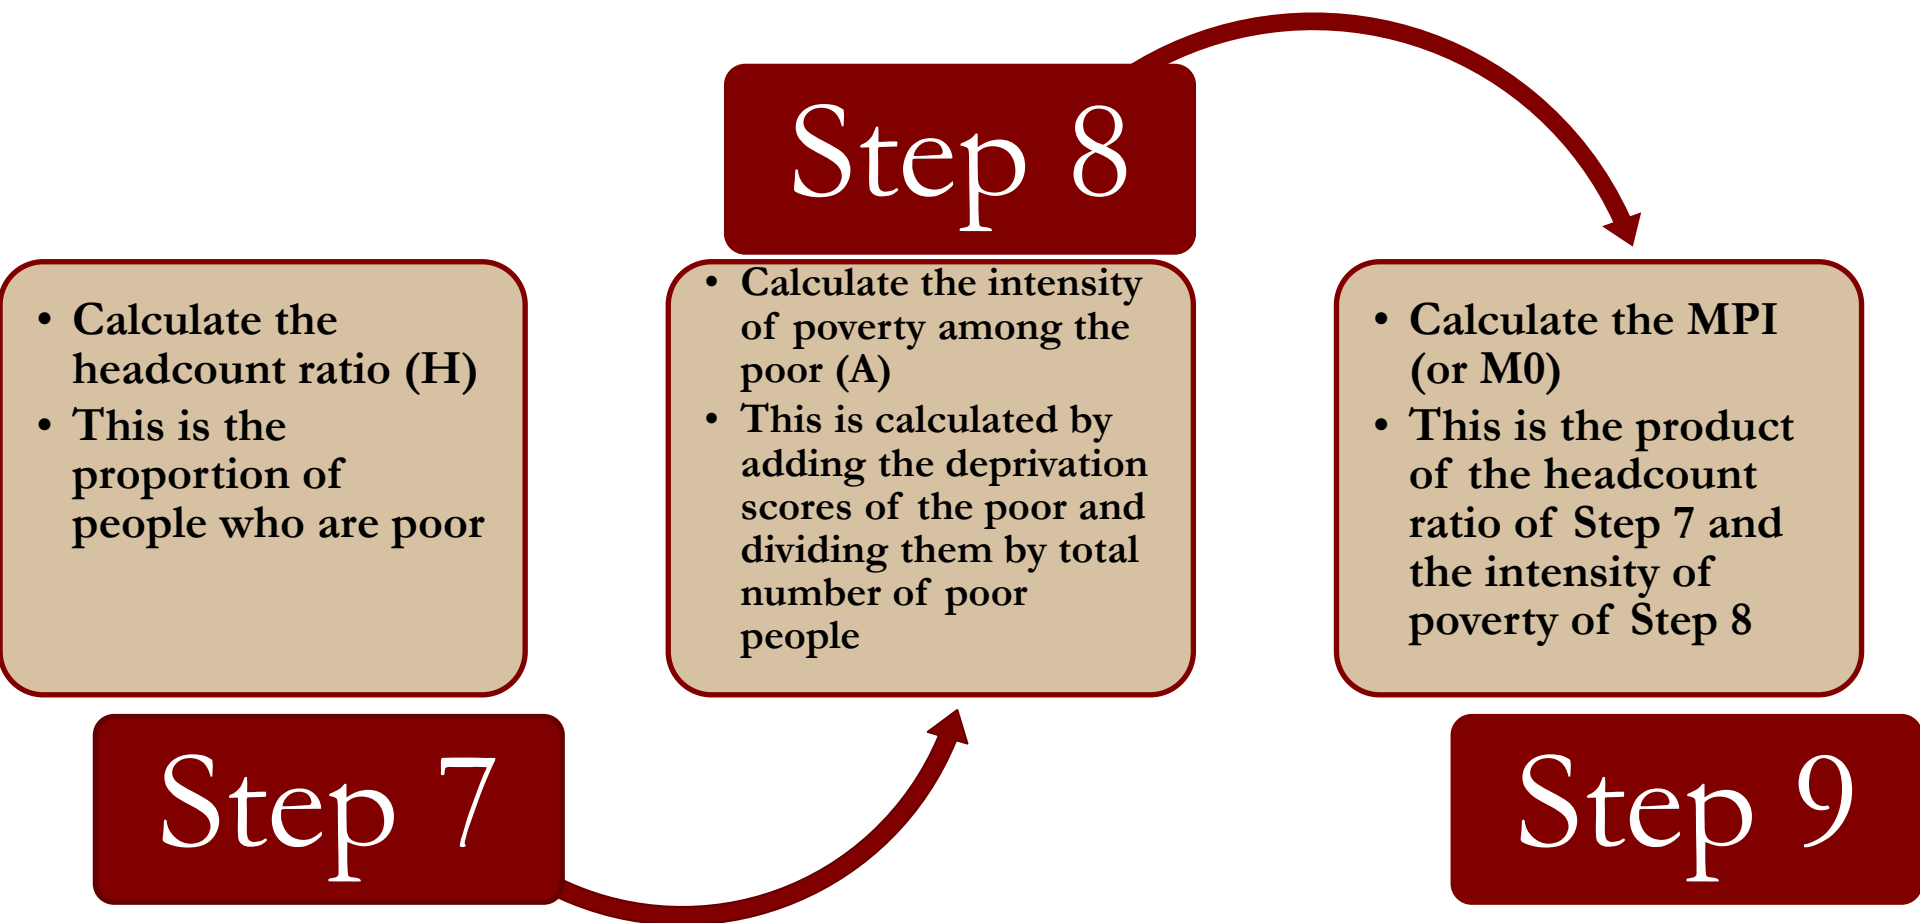 • Calculate the
headcount ratio (H)
• This is the
proportion of
people who are poor
Step 7
Step 8
• Calculate the intensity
of poverty among the
poor (A)
• This is calculated by
adding the deprivation
scores of the poor and
dividing them by total
number of poor
people
• Calculate the MPI
(or M0)
• This is the product
of the headcount
ratio of Step 7 and
the intensity of
poverty of Step 8
Step 9